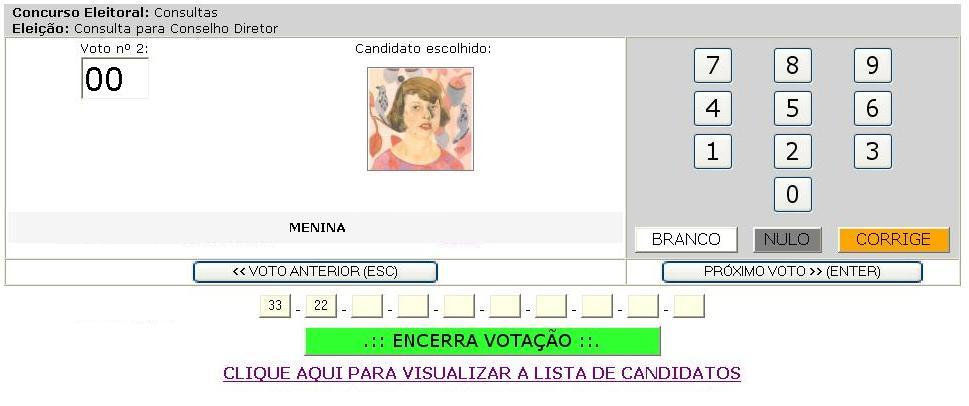 Concurso Eleitoral: Consultas
Eleição: Consulta para Conselho Diretor
Voto nº 2:
00
Candidato escolhido:
MENINA
7 8 9
4 5 6
1 2 3
0
BRANCO NULO CORRIGE
<< VOTO ANTERIOR (ESC)
PRÓXIMO VOTO >> (ENTER)
33 - 22 - - - - - - - -
.:: ENCERRA VOTAÇÃO ::.
CLIQUE AQUI PARA VISUALIZAR A LISTA DE CANDIDATOS